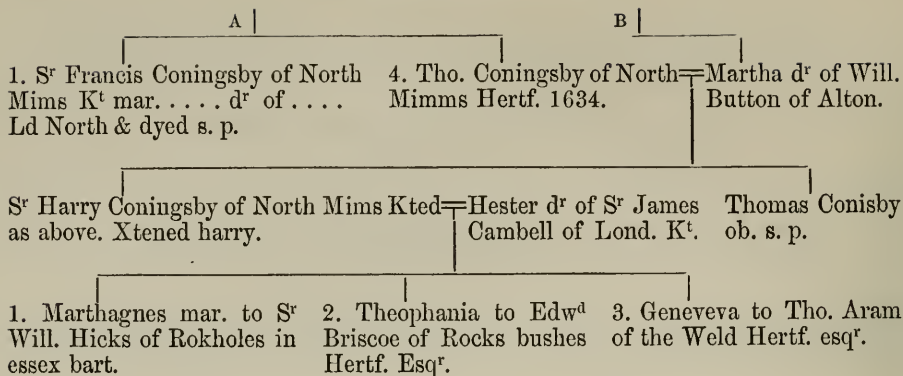 A B
1. Sʳ Francis Coningsby of North
Mims Kᵗ mar. . . . . . dʳ of . . . .
Ld North & dyed s. p.
4. Tho. Coningsby of North
Mimms Hertf. 1634.
Martha dʳ of Will.
Button of Alton.
Sʳ Harry Coningsby of North Mims Kted
as above. Xtened harry.
Hester dʳ of Sʳ James
Cambell of Lond. Kᵗ.
Thomas Conisby
ob. s. p.
1. Marthagnes mar. to Sʳ
Will. Hicks of Rokholes in
essex bart.
2. Theophania to Edwᵈ
Briscoe of Rocks bushes
Hertf. Esqʳ.
3. Geneveva to Tho. Aram
of the Weld Hertf. esqʳ.